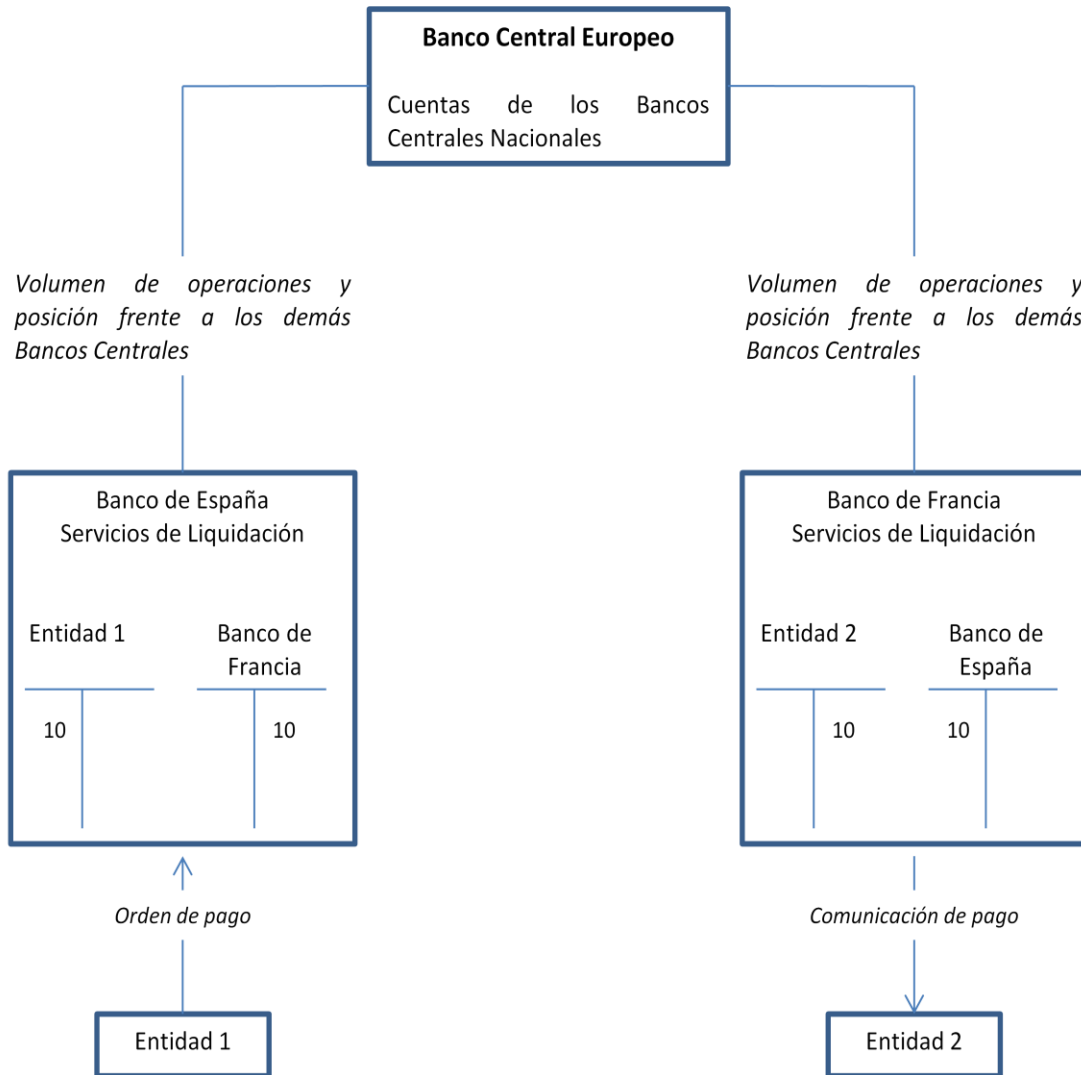 Banco Central Europeo
Cuentas de los Bancos
Centrales Nacionales
Volumen de operaciones y
posición frente a los demás
Bancos Centrales
Volumen de operaciones y
posición frente a los demás
Bancos Centrales
Banco de España
Servicios de Liquidación
Entidad 1
Banco de
Francia
10
10
Banco de Francia
Servicios de Liquidación
Entidad 2
Banco de
España
10
10
Orden de pago
Comunicación de pago
Entidad 1
Entidad 2